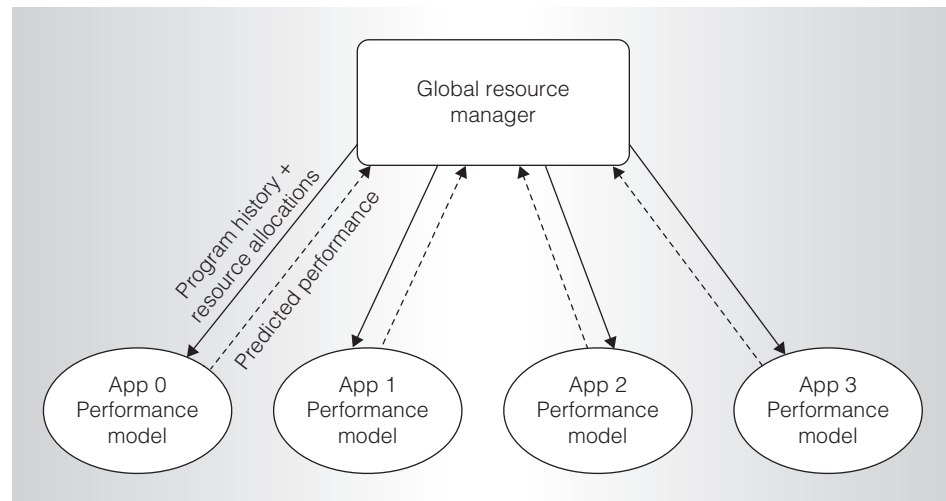 Global resource
manager
Program history +
resource allocations
Predicted performance
App 0
Performance
model
App 1
Performance
model
App 2
Performance
model
App 3
Performance
model